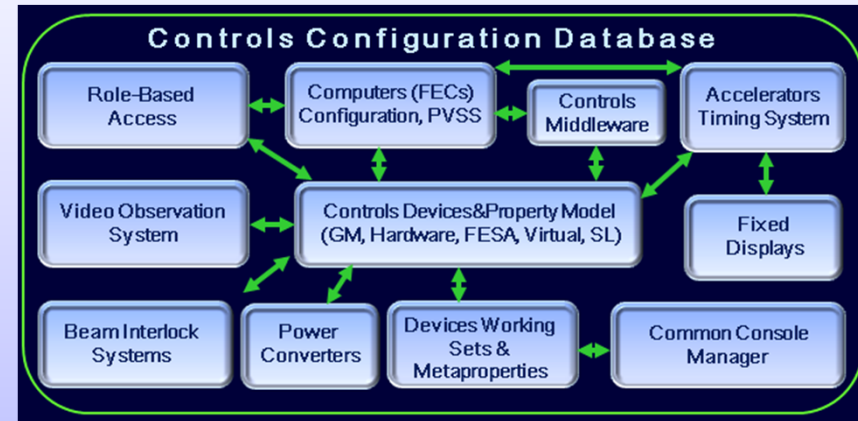 Controls Configuration Database
Role-Based
Access
Computers (FECs)
Configuration, PVSS
Controls
Middleware
Accelerators
Timing System
Video Observation
System
Controls Devices&Property Model
(GM, Hardware, FESA, Virtual, SL)
Fixed
Displays
Beam Interlock
Systems
Power
Converters
Devices Working
Sets &
Metaproperties
Common Console
Manager